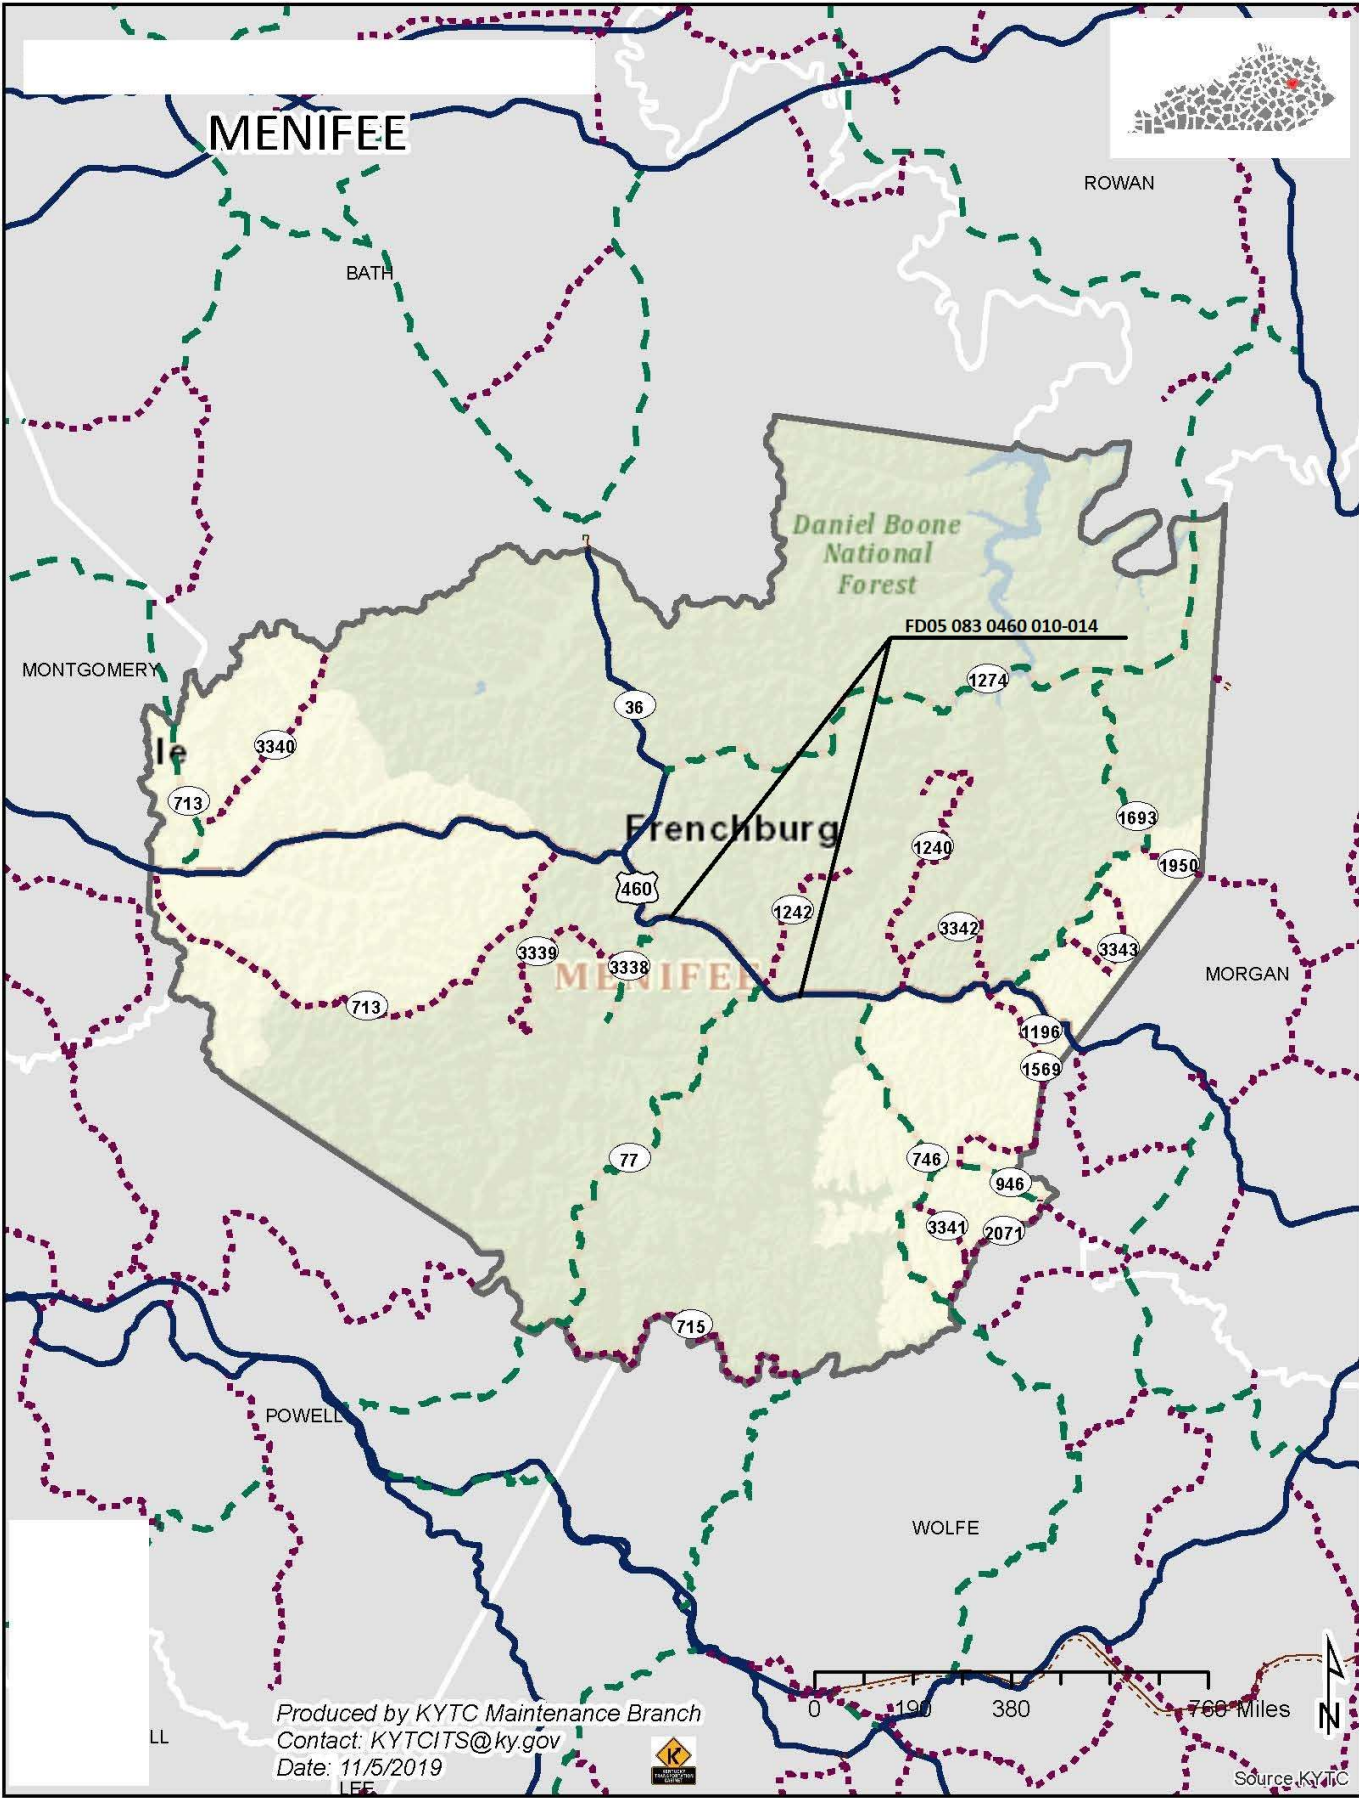 MENIFEE
ROWAN
BATH
Daniel Boone
National
Forest
FD05 083 0460 010-014
MONTGOMERY
1274
36
le
3340
713
1693
Frenchburg
1240
1950
460
1242
3342
3343
3339
3338
MENIFEE
MORGAN
713
1196
1569
77
746
946
3341
2071
715
POWELL
WOLFE
0 190 380 760 Miles
N
Produced by KYTC Maintenance Branch
Contact: KYTCITS@ky.gov
Date: 11/5/2019
LL
LEE
Source:KYTC